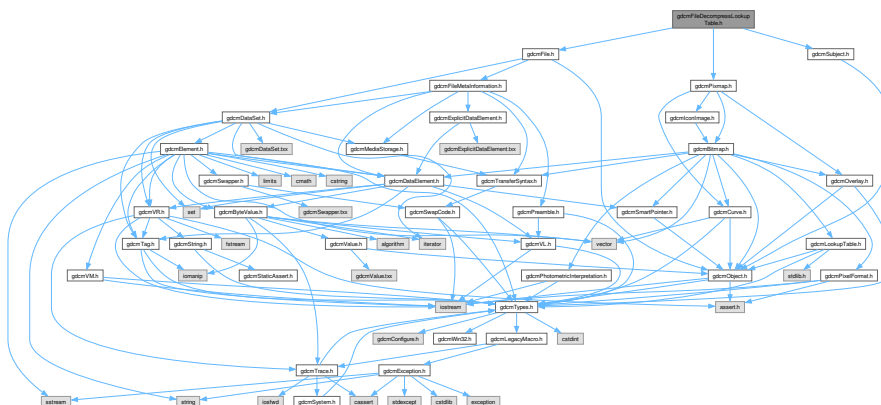 gdcmFileDecompressLookup
Table.h
gdcmFile.h
gdcmSubject.h
gdcmFileMetaInformation.h
gdcmPixmap.h
gdcmDataSet.h
gdcmExplicitDataElement.h
gdcmIconImage.h
gdcmElement.h
gdcmDataSet.txx
gdcmMediaStorage.h
gdcmExplicitDataElement.txx
gdcmBitmap.h
gdcmSwapper.h
limits
cmath
cstring
gdcmDataElement.h
gdcmTransferSyntax.h
gdcmOverlay.h
gdcmVR.h
set
gdcmByteValue.h
gdcmSwapper.txx
gdcmSwapCode.h
gdcmPreamble.h
gdcmSmartPointer.h
gdcmCurve.h
gdcmTag.h
gdcmString.h
fstream
gdcmValue.h
algorithm
iterator
gdcmVL.h
vector
gdcmLookupTable.h
gdcmVM.h
iomanip
gdcmStaticAssert.h
gdcmValue.txx
gdcmPhotometricInterpretation.h
gdcmObject.h
stdlib.h
gdcmPixelFormat.h
iostream
gdcmTypes.h
assert.h
gdcmConfigure.h
gdcmWin32.h
gdcmLegacyMacro.h
cstdint
gdcmTrace.h
gdcmException.h
sstream
string
iosfwd
gdcmSystem.h
cassert
stdexcept
cstdlib
exception